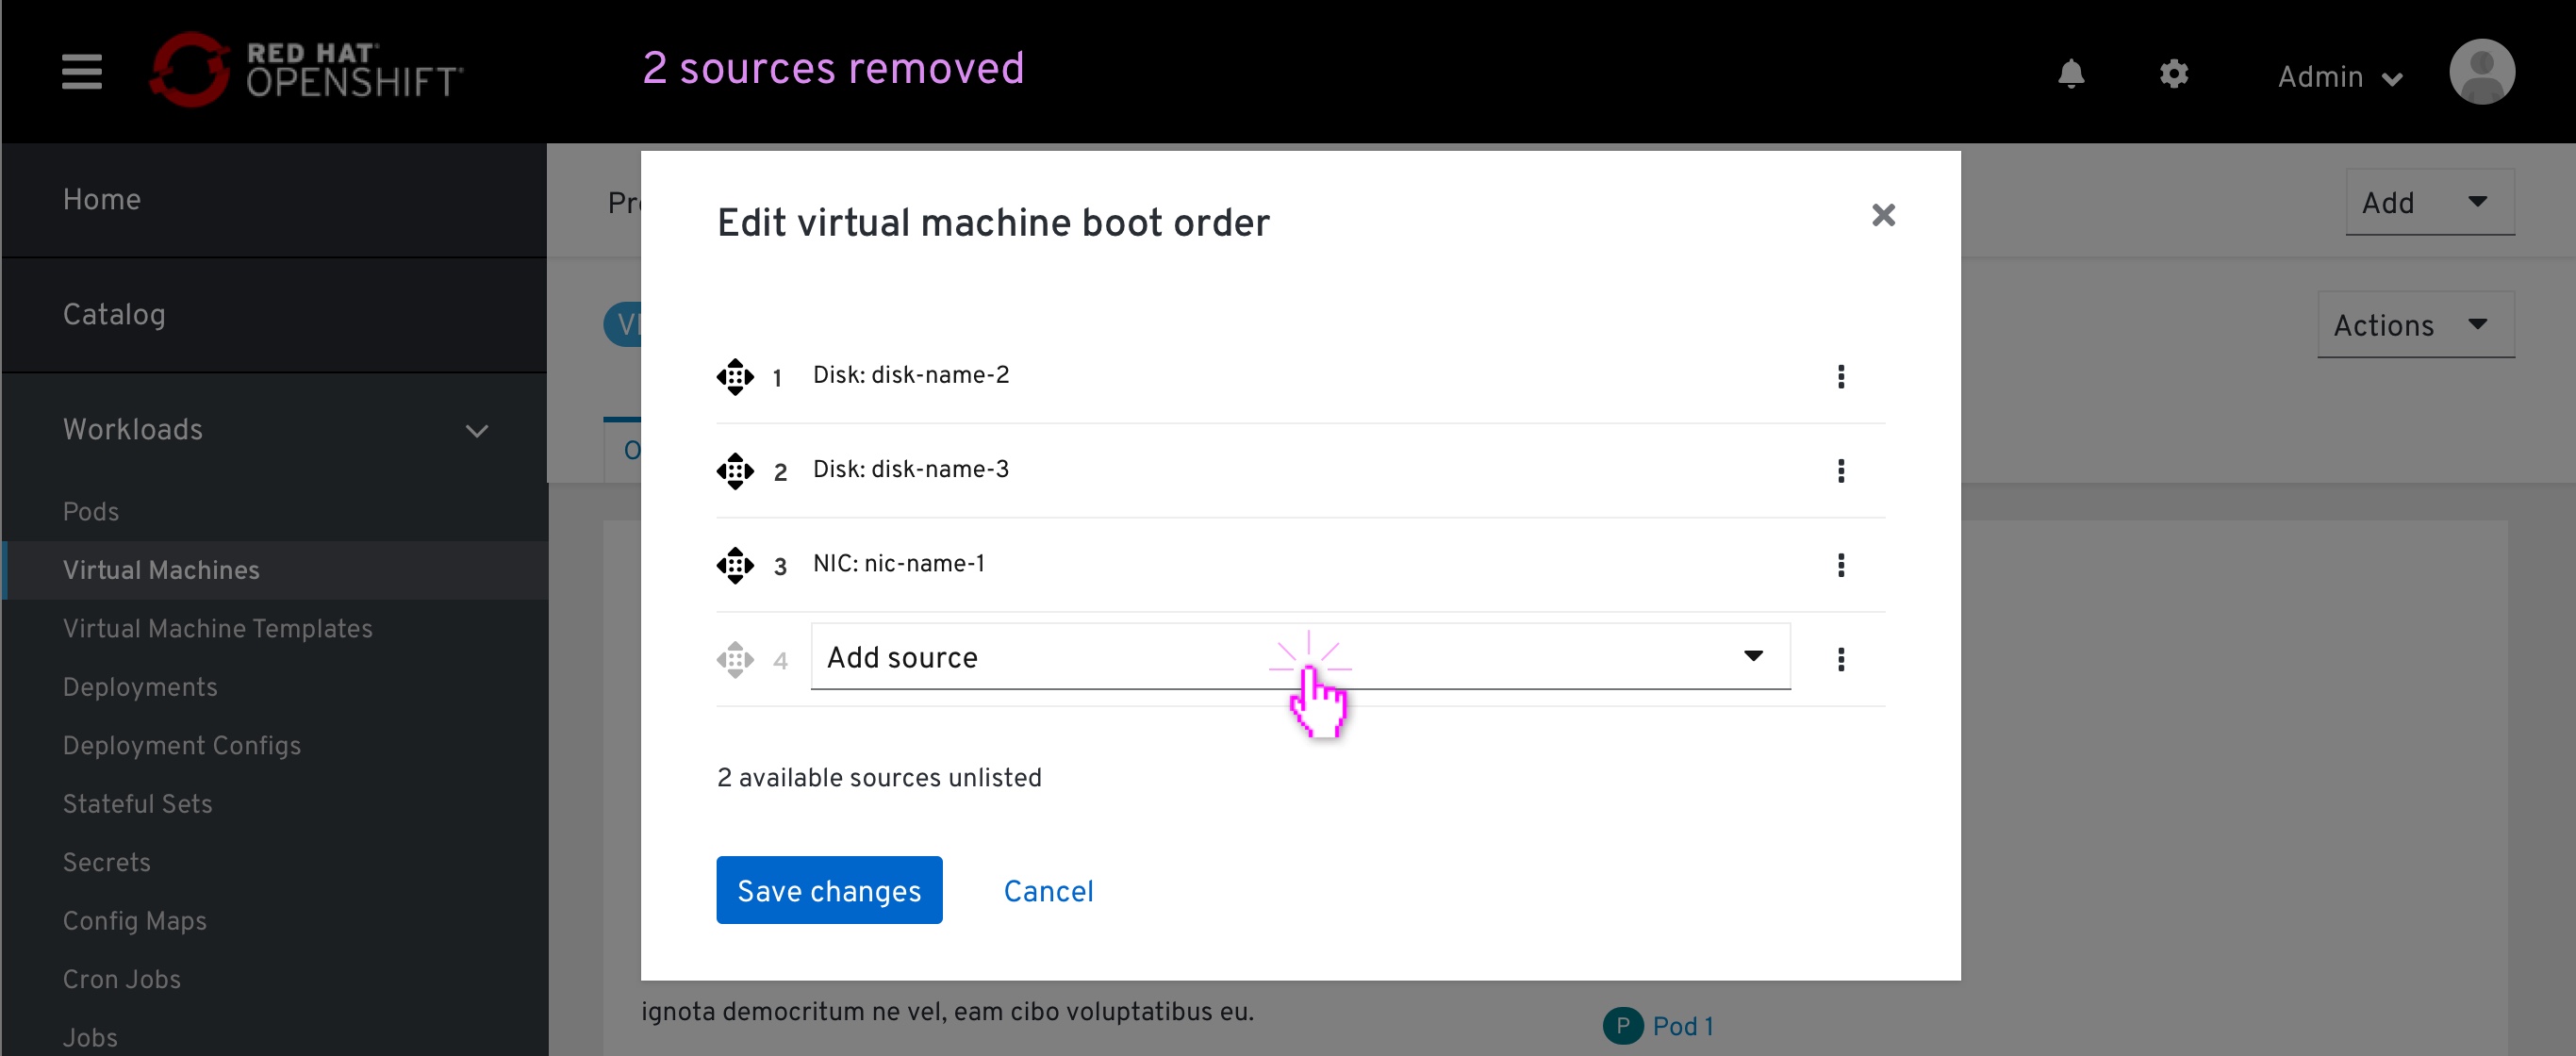 RED HAT
OPENSHIFT
2 sources removed
Admin
Home
Catalog
Workloads
Pods
Virtual Machines
Virtual Machine Templates
Deployments
Deployment Configs
Stateful Sets
Secrets
Config Maps
Cron Jobs
Jobs
Add
Actions
Edit virtual machine boot order
1 Disk: disk-name-2
2 Disk: disk-name-3
3 NIC: nic-name-1
4 Add source
2 available sources unlisted
Save changes Cancel
ignota democritum ne vel, eam cibo voluptatibus eu.
P Pod 1